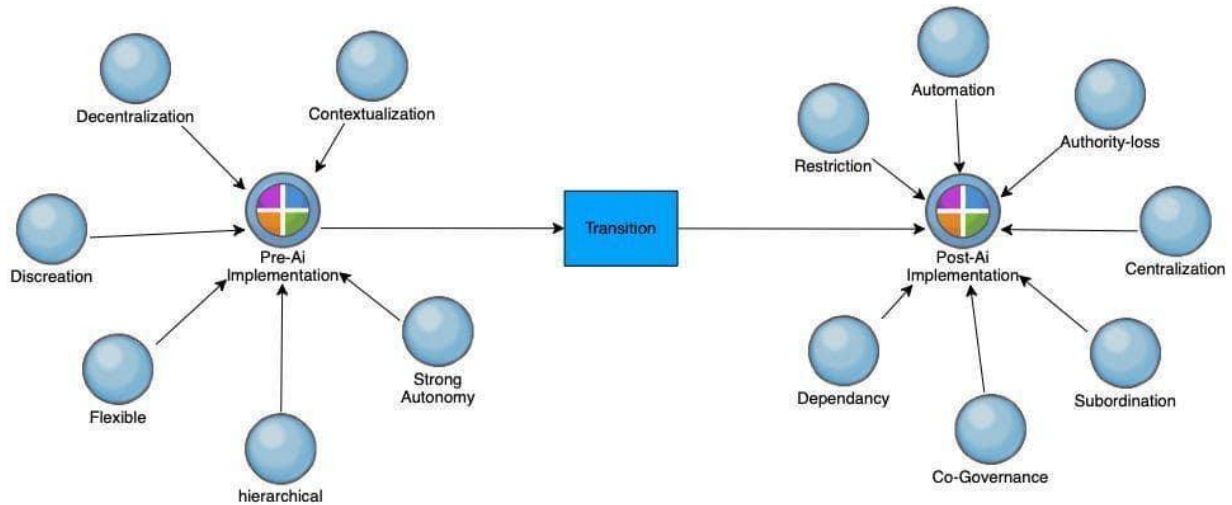 Decentralization
Contextualization
Discreation
Pre-Ai
Implementation
Flexible
hierarchical
Strong
Autonomy
Transition
Automation
Restriction
Authority-loss
Post-Ai
Implementation
Centralization
Dependancy
Co-Governance
Subordination